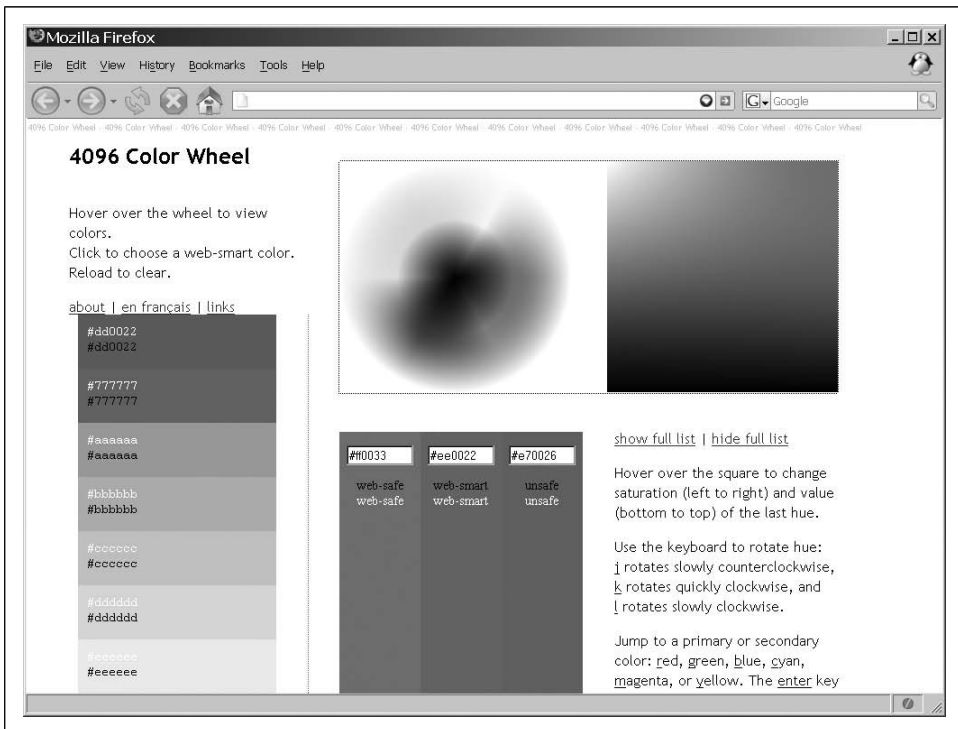 Mozilla Firefox
File Edit View History Bookmarks Tools Help
G Google
4096 Color Wheel - 4096 Color Wheel - 4096 Color Wheel - 4096 Color Wheel - 4096 Color Wheel - 4096 Color Wheel - 4096 Color Wheel - 4096 Color Wheel - 4096 Color Wheel - 4096 Color Wheel - 4096 Color Wheel
4096 Color Wheel
Hover over the wheel to view
colors.
Click to choose a web-smart color.
Reload to clear.
about | en français | links
#dd0022
#dd0022
#777777
#777777
#aaaaaa
#aaaaaa
#bbbbbb
#bbbbbb
#cccccc
#cccccc
#dddddd
#dddddd
#eeeeee
#eeeeee
#ff0033 #ee0022 #e70026
web-safe web-smart unsafe
web-safe web-smart unsafe
show full list | hide full list
Hover over the square to change
saturation (left to right) and value
(bottom to top) of the last hue.
Use the keyboard to rotate hue:
j rotates slowly counterclockwise,
k rotates quickly clockwise, and
l rotates slowly clockwise.
Jump to a primary or secondary
color: red, green, blue, cyan,
magenta, or yellow. The enter key